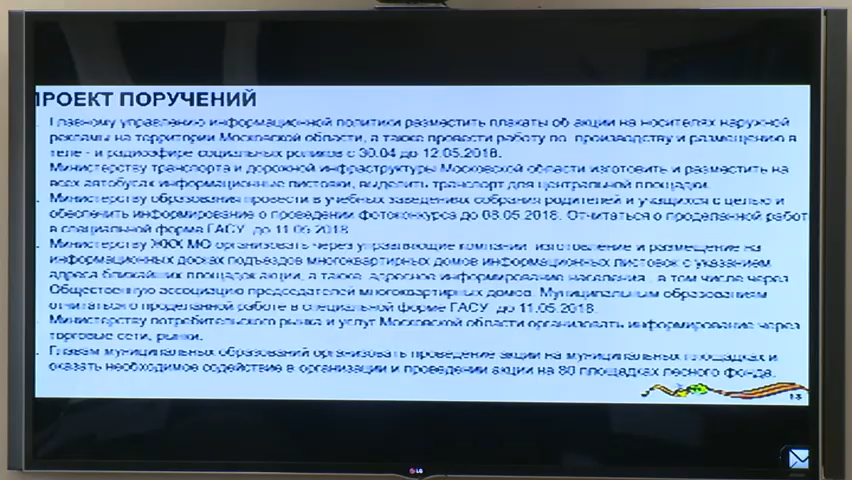 ПРОЕКТ ПОРУЧЕНИЙ
Главному управлению информационной политики разместить плакаты об акции на носителях наружной
рекламы на территории Московской области, а также провести работу по производству и размещению в
теле - и радиоэфире социальных роликов с 30.04 до 12.05.2018.
Министерству транспорта и дорожной инфраструктуры Московской области изготовить и разместить на
всех автобусах информационные листовки, выделить транспорт для центральной площадки.
Министерству образования провести в учебных заведениях собрания родителей и учащихся с целью и
обеспечить информирование о проведении фотоконкурса до 08.05.2018. Отчитаться о проделанной работ
в специальной форма ГАСУ до 11.05.2018
Министерству ЖКХ МО организовать через управляющие компании изготовление и размещение на
информационных досках подъездов многоквартирных домов информационных листовок с указанием
адреса ближайших площадок акции, а также адресное информирование населения , в том числе через
Общественную ассоциацию председателей многоквартирных домов. Муниципальным образованиям
отчитаться о проделанной работе в специальной форме ГАСУ до 11.05.2018.
Министерству потребительского рынка и услуг Московской области организовать информирование через
торговые сети, рынки.
Главам муниципальных образований организовать проведение акции на муниципальных площадках и
оказать необходимое содействие в организации и проведении акции на 80 площадках лесного фонда.
13
LG